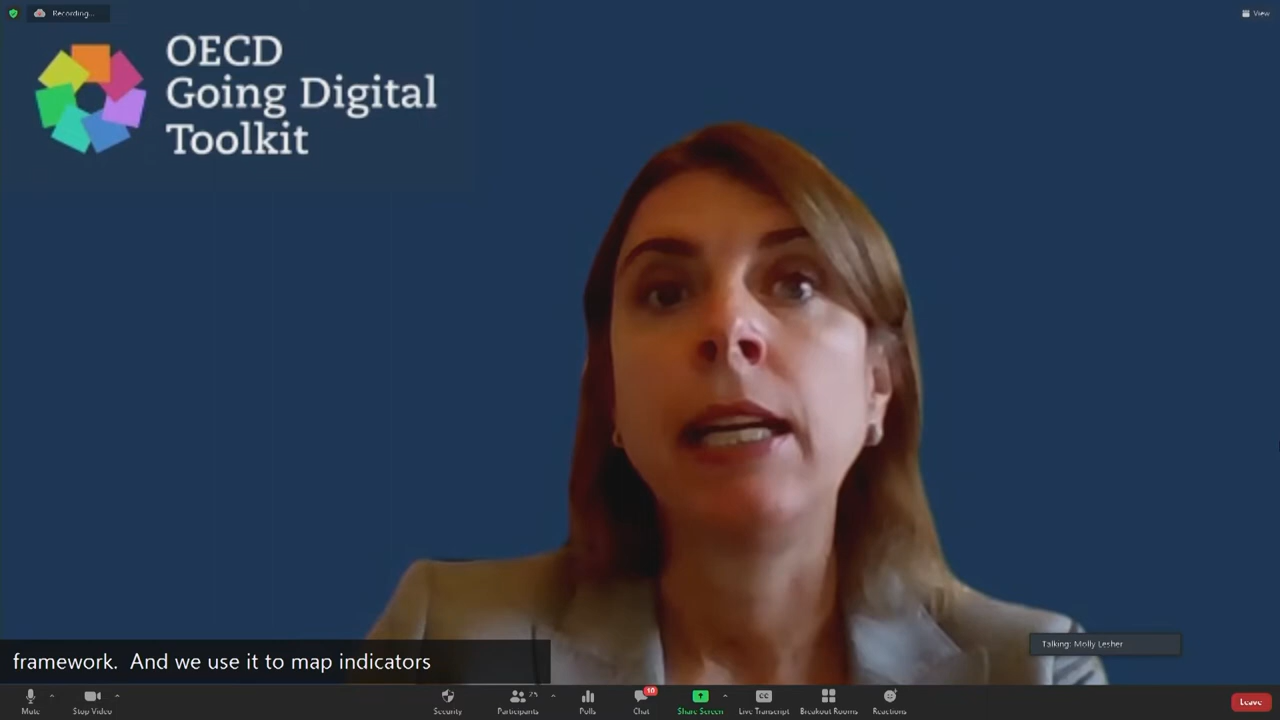 Recording...
View
OECD
Going Digital
Toolkit
Talking: Molly Lesher
framework.  And we use it to map indicators
10
Mute
Stop Video
Security
Participants
Polls
Chat
Share Screen
Live Transcript
Breakout Rooms
Reactions
Leave